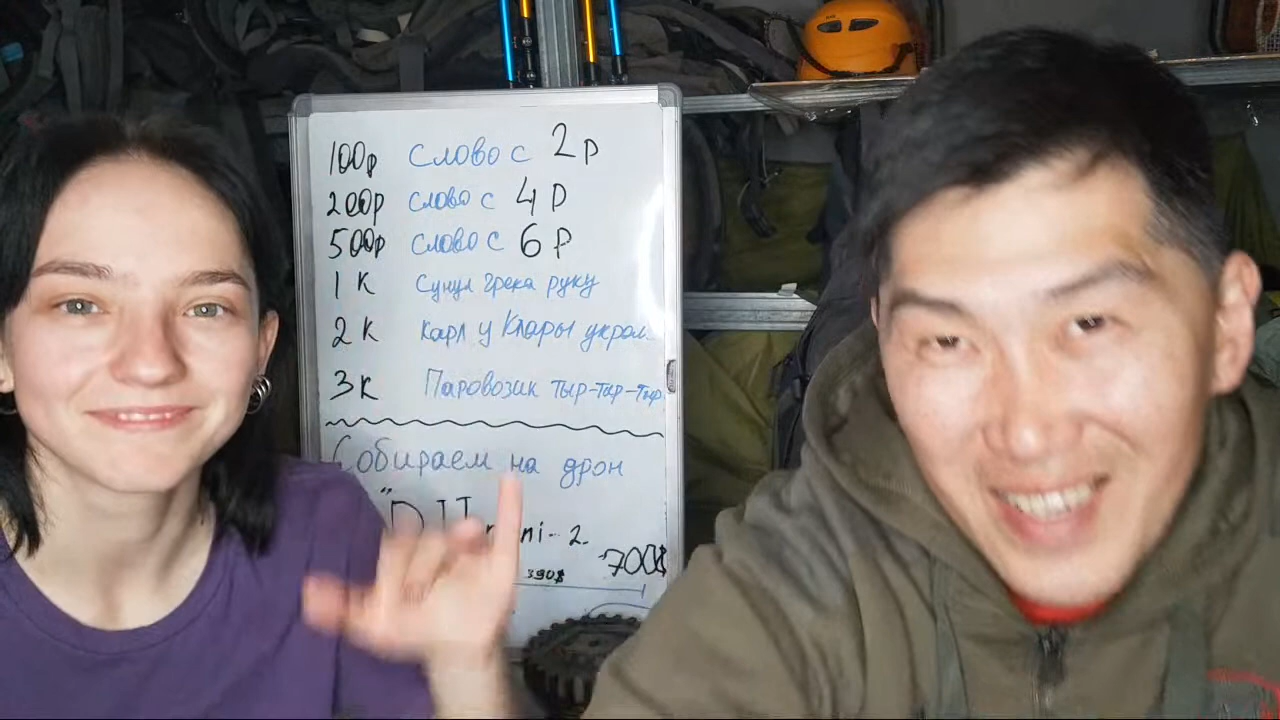 100р слово с 2 р
200р слово с 4 р
500р слово с 6 р
1 К Сунул грека руку
2 К Карл у Клары украл
3 К Паровозик тыр-тыр-тыр
Собираем на дрон
"DJI mini-2.
390$ 700$